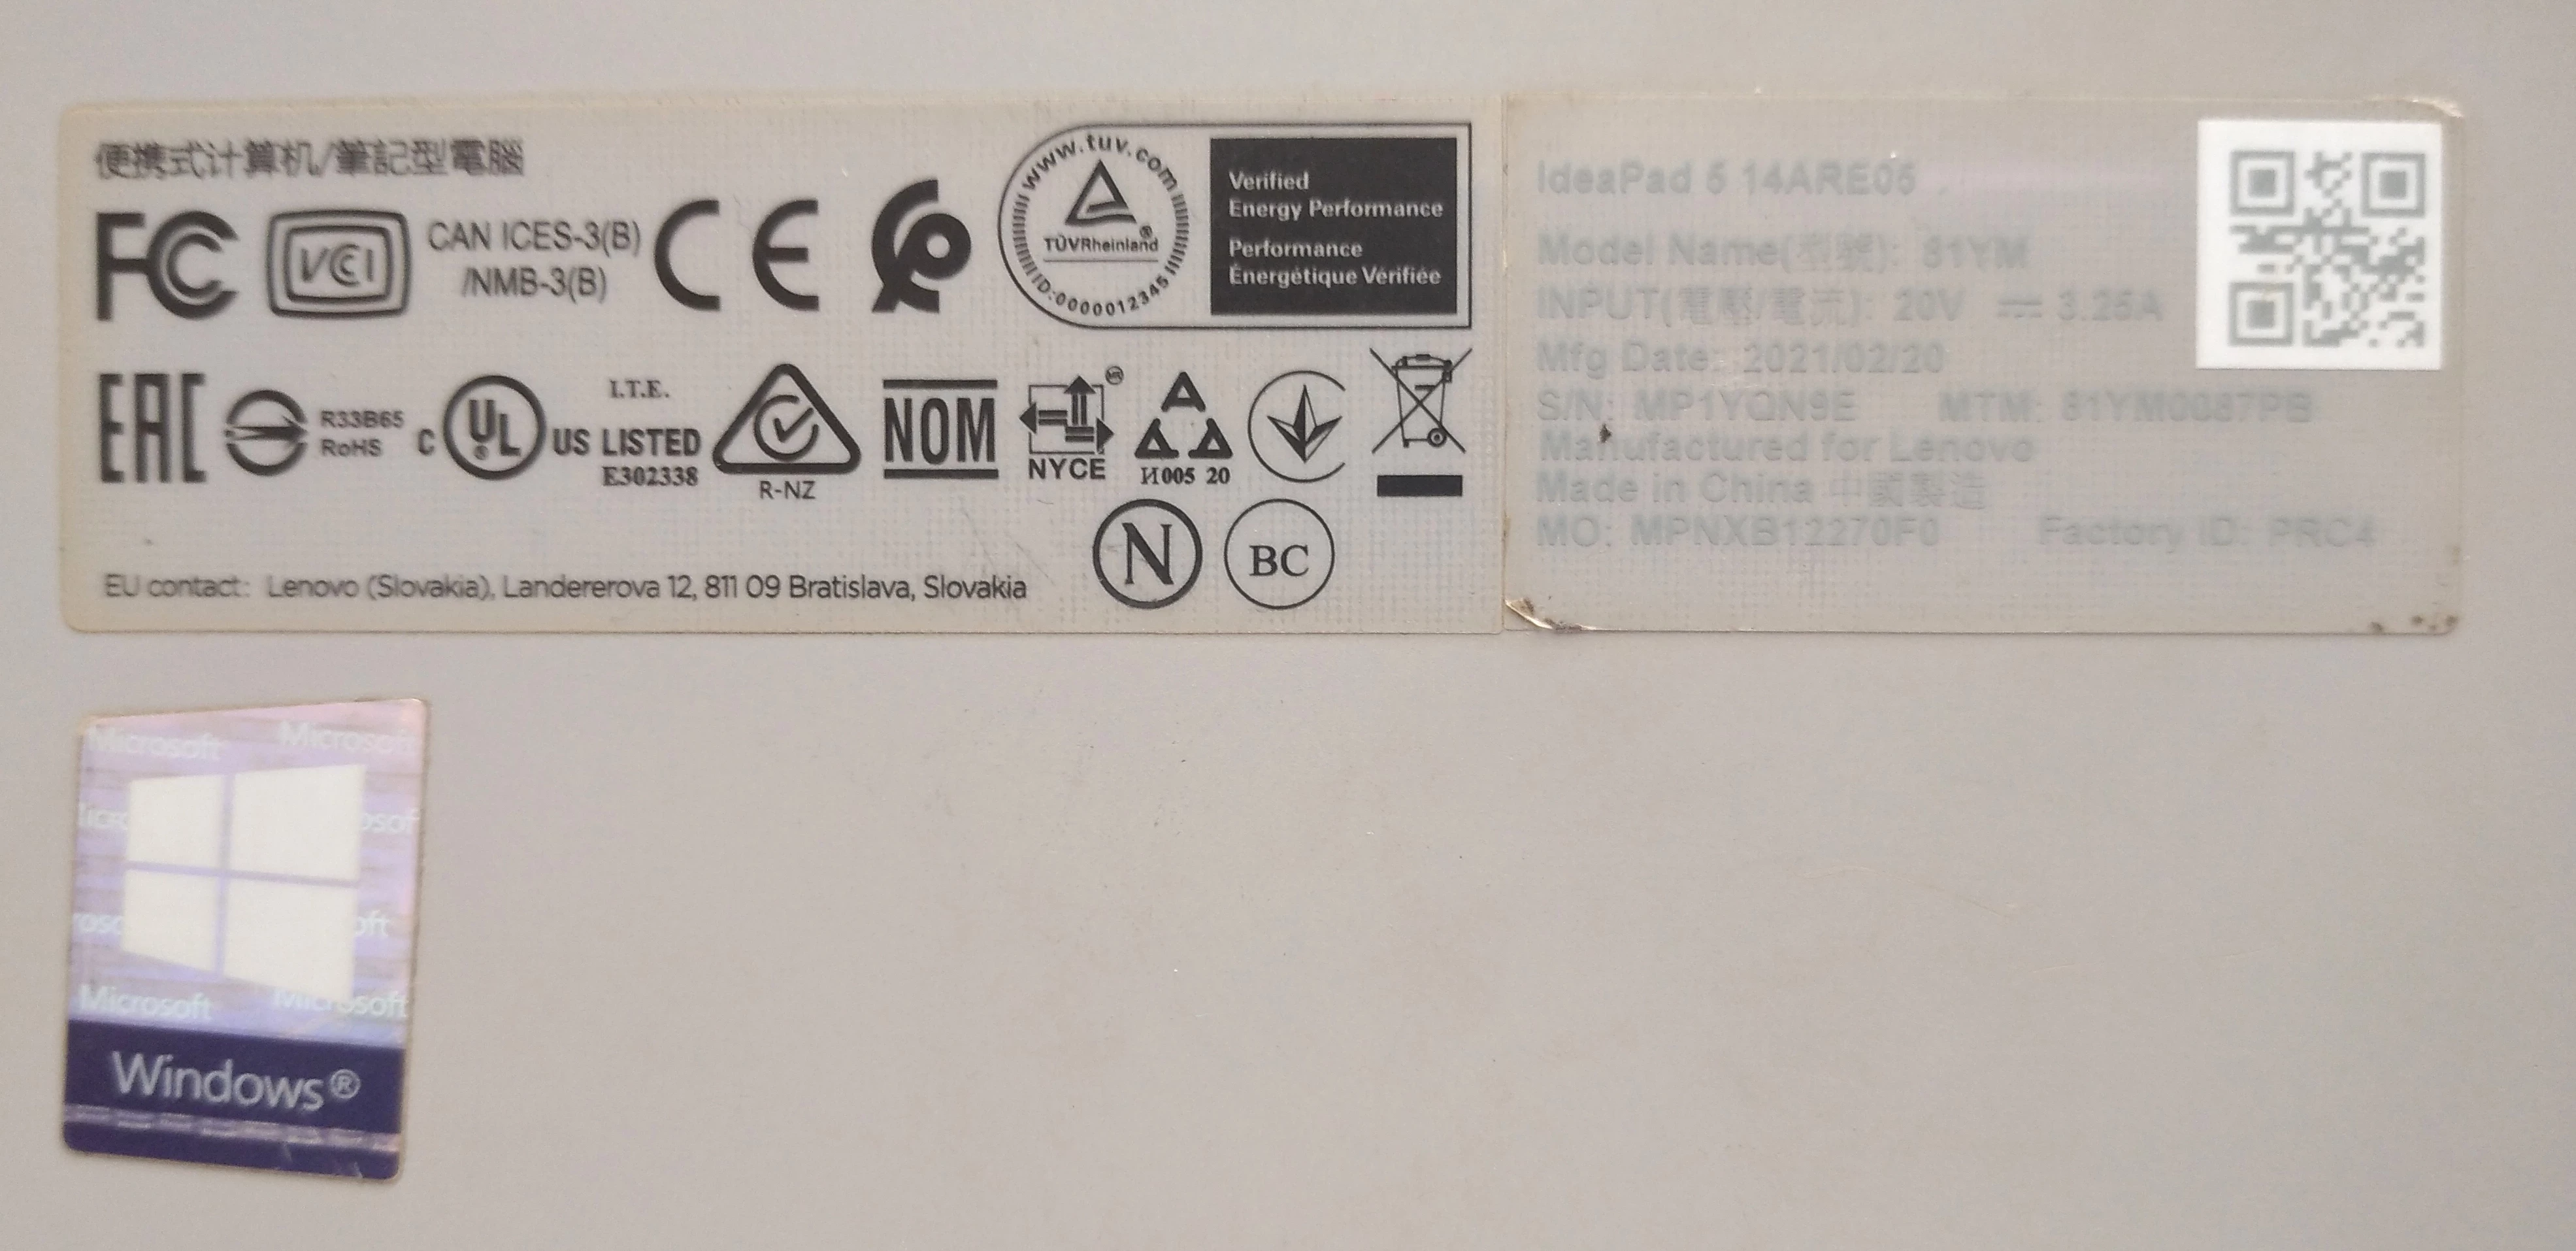 便携式计算机/筆記型電腦
FC VCCI CAN ICES-3(B)
/NMB-3(B)
CE
www.tuv.com
TÜVRheinland®
ID:0000012345
Verified
Energy Performance
Performance
Énergétique Vérifiée
EAC
R33B65
RoHS
C UL® US
I.T.E.
LISTED
E302338
R-NZ
NOM
NYCE
И005 20
N
BC
EU contact: Lenovo (Slovakia), Landererova 12, 811 09 Bratislava, Slovakia
IdeaPad 5 14ARE05
Model Name(型號): 81YM
INPUT(電壓/電流): 20V ⎓ 3.25A
Mfg Date: 2021/02/20
S/N: MP1YQN9E MTM: 81YM0087PB
Manufactured for Lenovo
Made in China 中國製造
MO: MPNXB12270F0 Factory ID: PRC4
Microsoft Microsoft
Microsoft Microsoft
Windows®